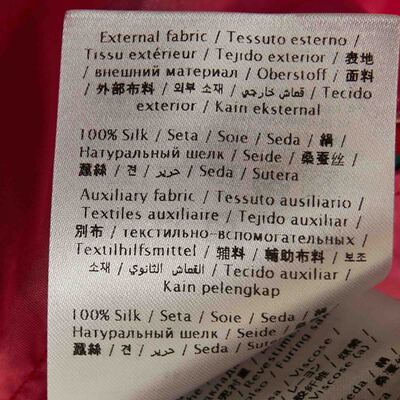 External fabric / Tessuto esterno /
Tissu extérieur / Tejido exterior / 表地
/ внешний материал / Oberstoff / 面料
/ 外部布料 / 외부 소재 / قماش خارجي / Tecido
exterior / Kain eksternal
100% Silk / Seta / Soie / Seda / 絹 /
Натуральный шелк / Seide / 桑蚕丝 /
蠶絲 / 견 / حرير / Seda / Sutera
Auxiliary fabric / Tessuto ausiliario /
Textiles auxiliaire / Tejido auxiliar /
別布 / текстильно-вспомогательных /
Textilhilfsmittel / 辅料 / 輔助布料 / 보조
소재 / القماش الثانوي / Tecido auxiliar /
Kain pelengkap
100% Silk / Seta / Soie / Seda
Натуральный шелк / Seide
蠶絲 / 견 / حرير / Seda / Sut
Viscose